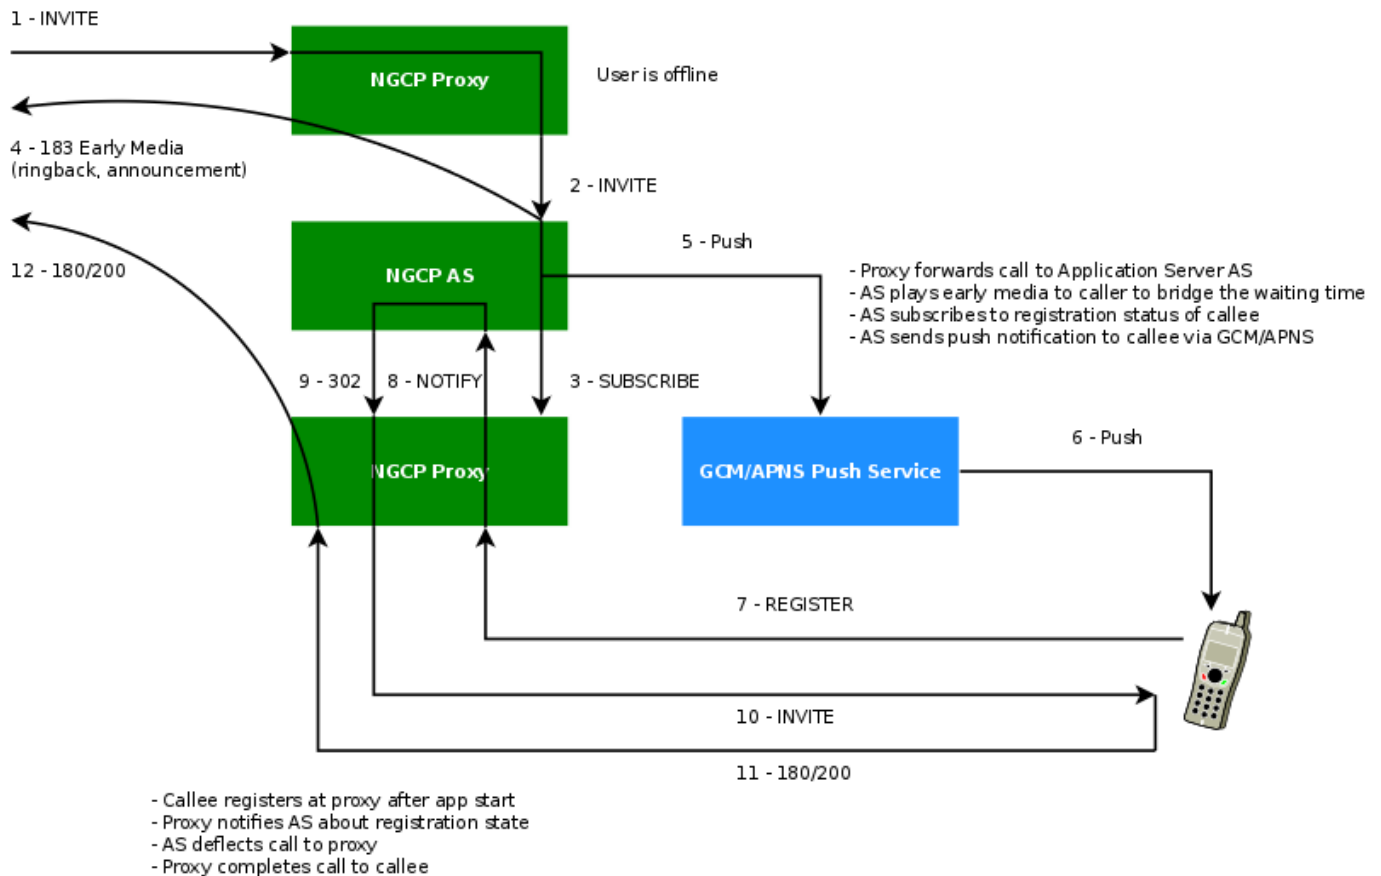 1 - INVITE
NGCP Proxy
User is offline
4 - 183 Early Media
(ringback, announcement)
2 - INVITE
5 - Push
12 - 180/200
NGCP AS
- Proxy forwards call to Application Server AS
- AS plays early media to caller to bridge the waiting time
- AS subscribes to registration status of callee
- AS sends push notification to callee via GCM/APNS
9 - 302
8 - NOTIFY
3 - SUBSCRIBE
6 - Push
NGCP Proxy
GCM/APNS Push Service
7 - REGISTER
10 - INVITE
11 - 180/200
- Callee registers at proxy after app start
- Proxy notifies AS about registration state
- AS deflects call to proxy
- Proxy completes call to callee